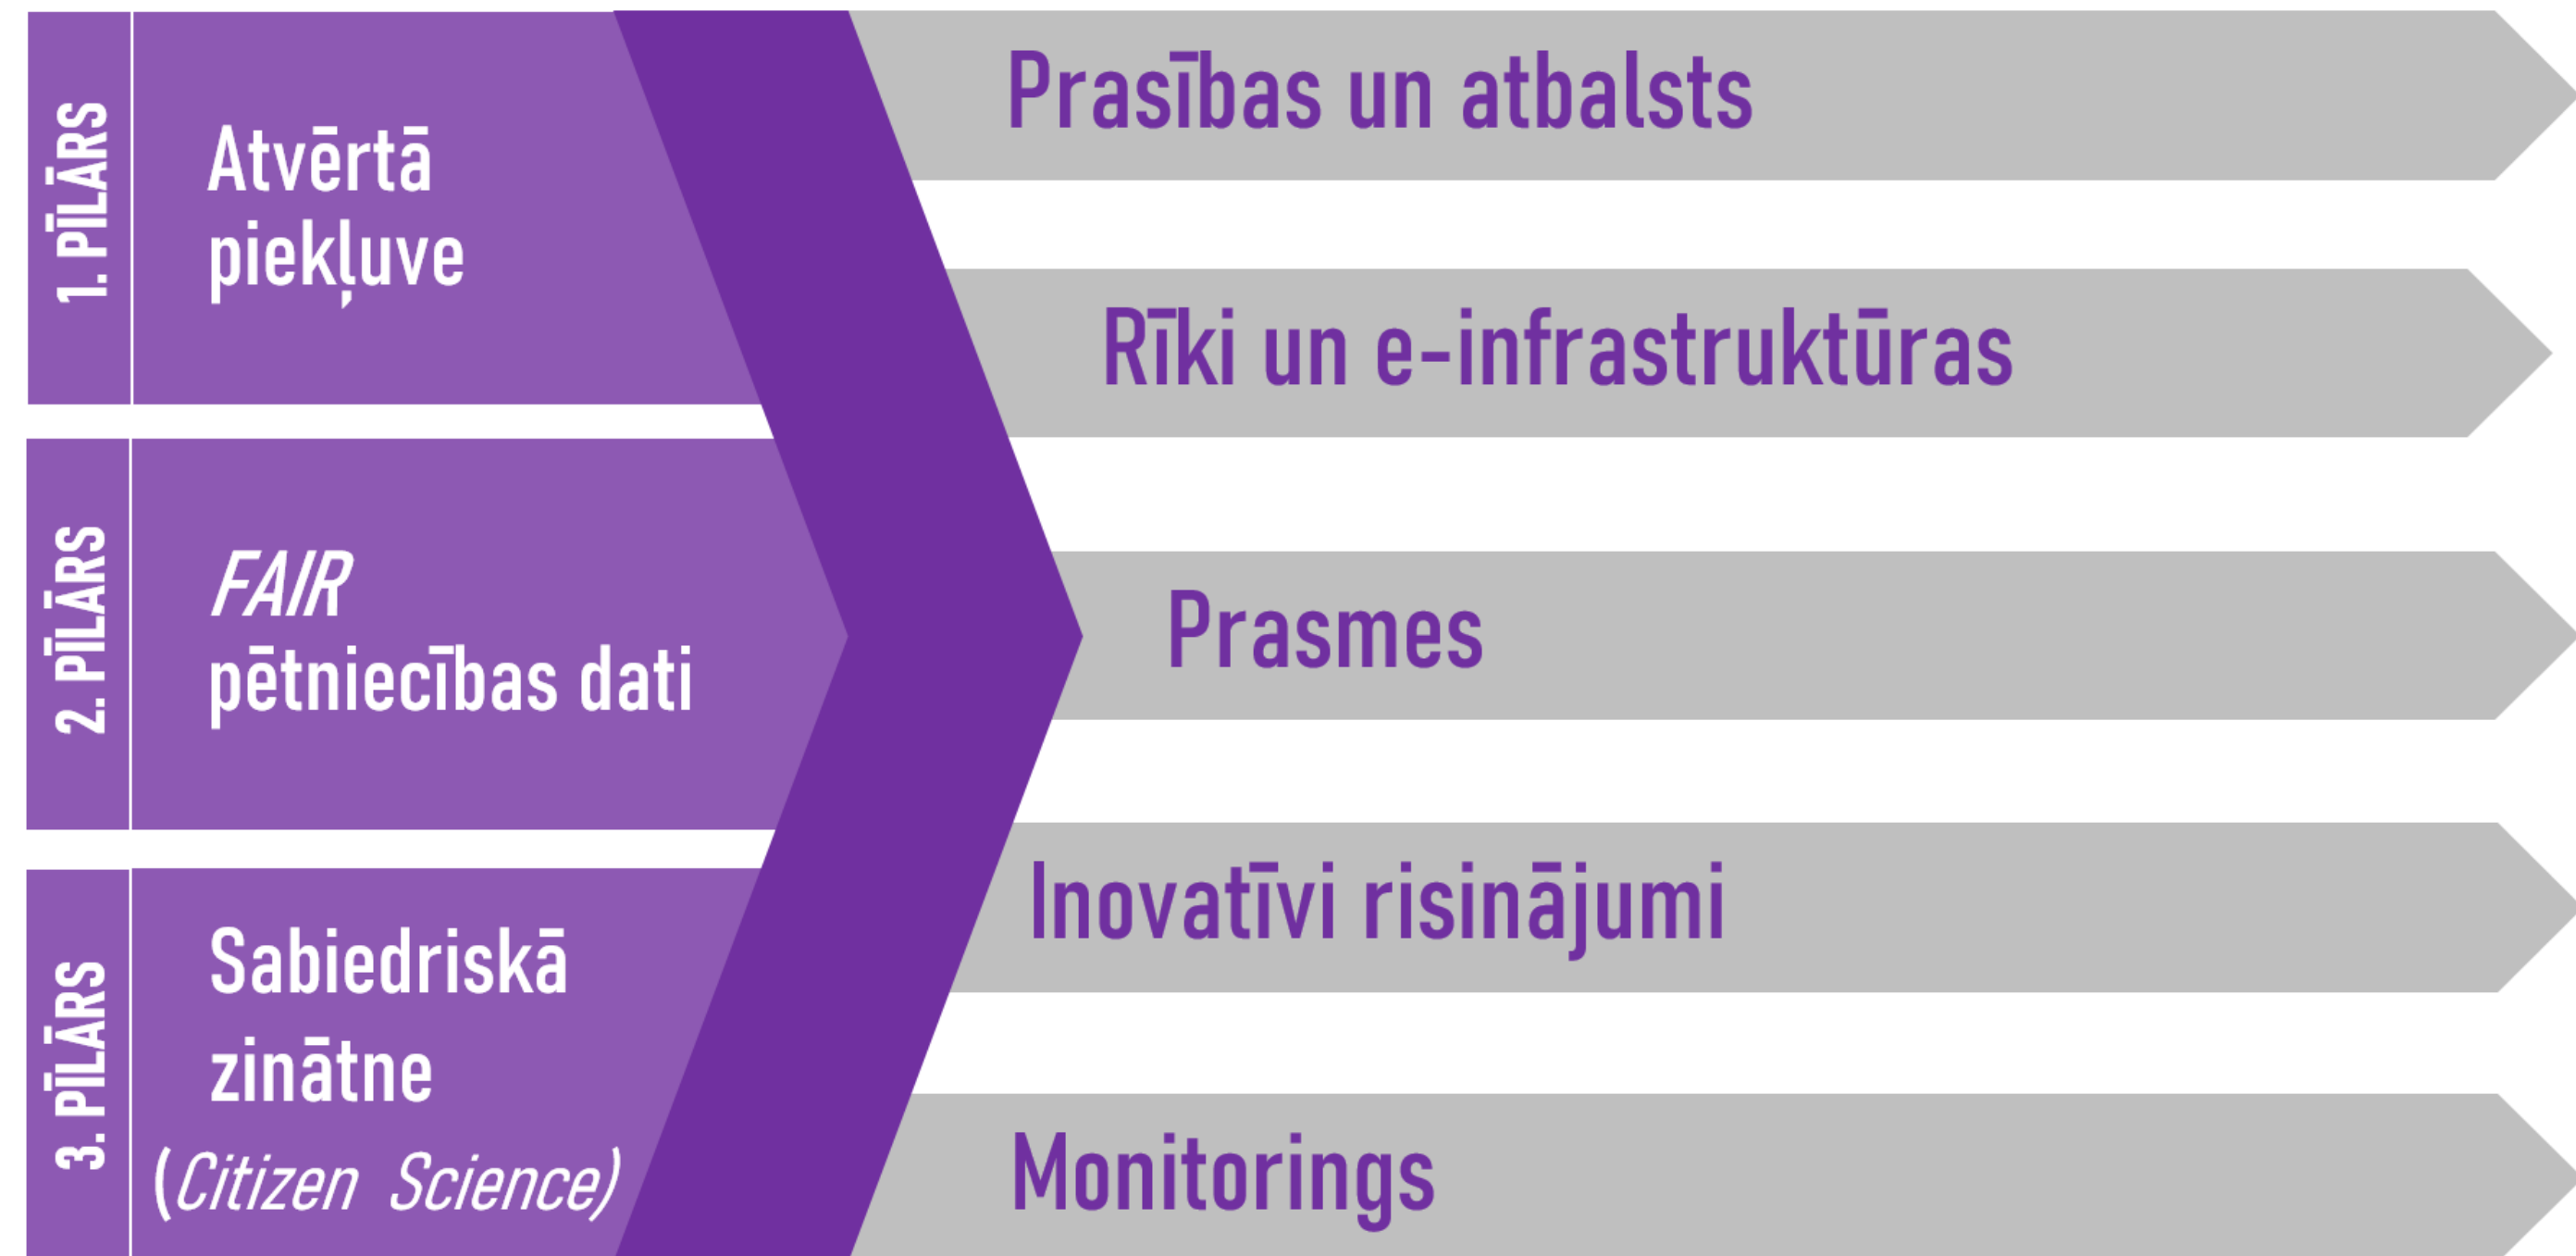 1. PĪLĀRS
Atvērtā
piekļuve
2. PĪLĀRS
FAIR
pētniecības dati
3. PĪLĀRS
Sabiedriskā
zinātne
(Citizen Science)
Prasības un atbalsts
Rīki un e-infrastruktūras
Prasmes
Inovatīvi risinājumi
Monitorings